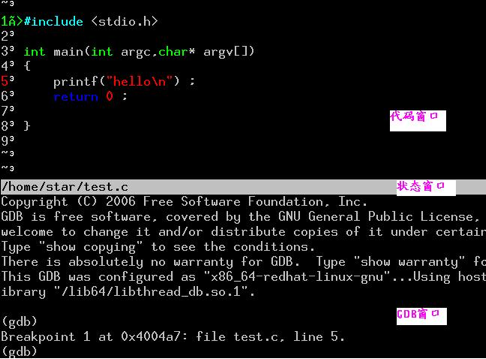 ~³
1Ã>#include <stdio.h>
2³
3³ int main(int argc,char* argv[])
4³ {
5³     printf("hello\n") ;
6³     return 0 ;
7³
8³ }
9³
~³
~³
代码窗口
/home/star/test.c
状态窗口
Copyright (C) 2006 Free Software Foundation, Inc.
GDB is free software, covered by the GNU General Public License,
welcome to change it and/or distribute copies of it under certain
Type "show copying" to see the conditions.
There is absolutely no warranty for GDB.  Type "show warranty" fo
This GDB was configured as "x86_64-redhat-linux-gnu"...Using host
ibrary "/lib64/libthread_db.so.1".
GDB窗口
(gdb)
Breakpoint 1 at 0x4004a7: file test.c, line 5.
(gdb)